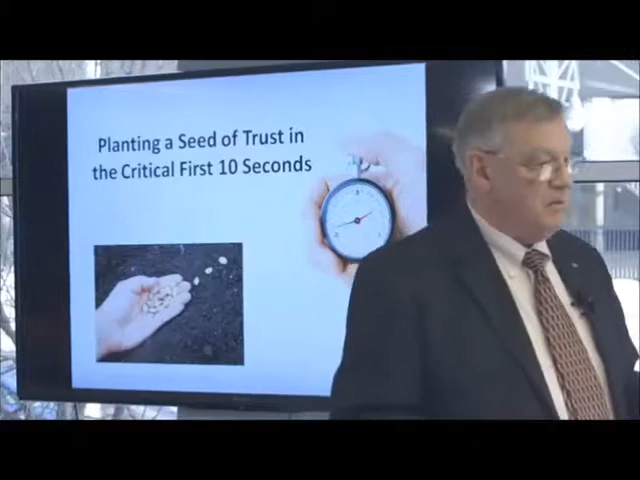 Planting a Seed of Trust in
the Critical First 10 Seconds